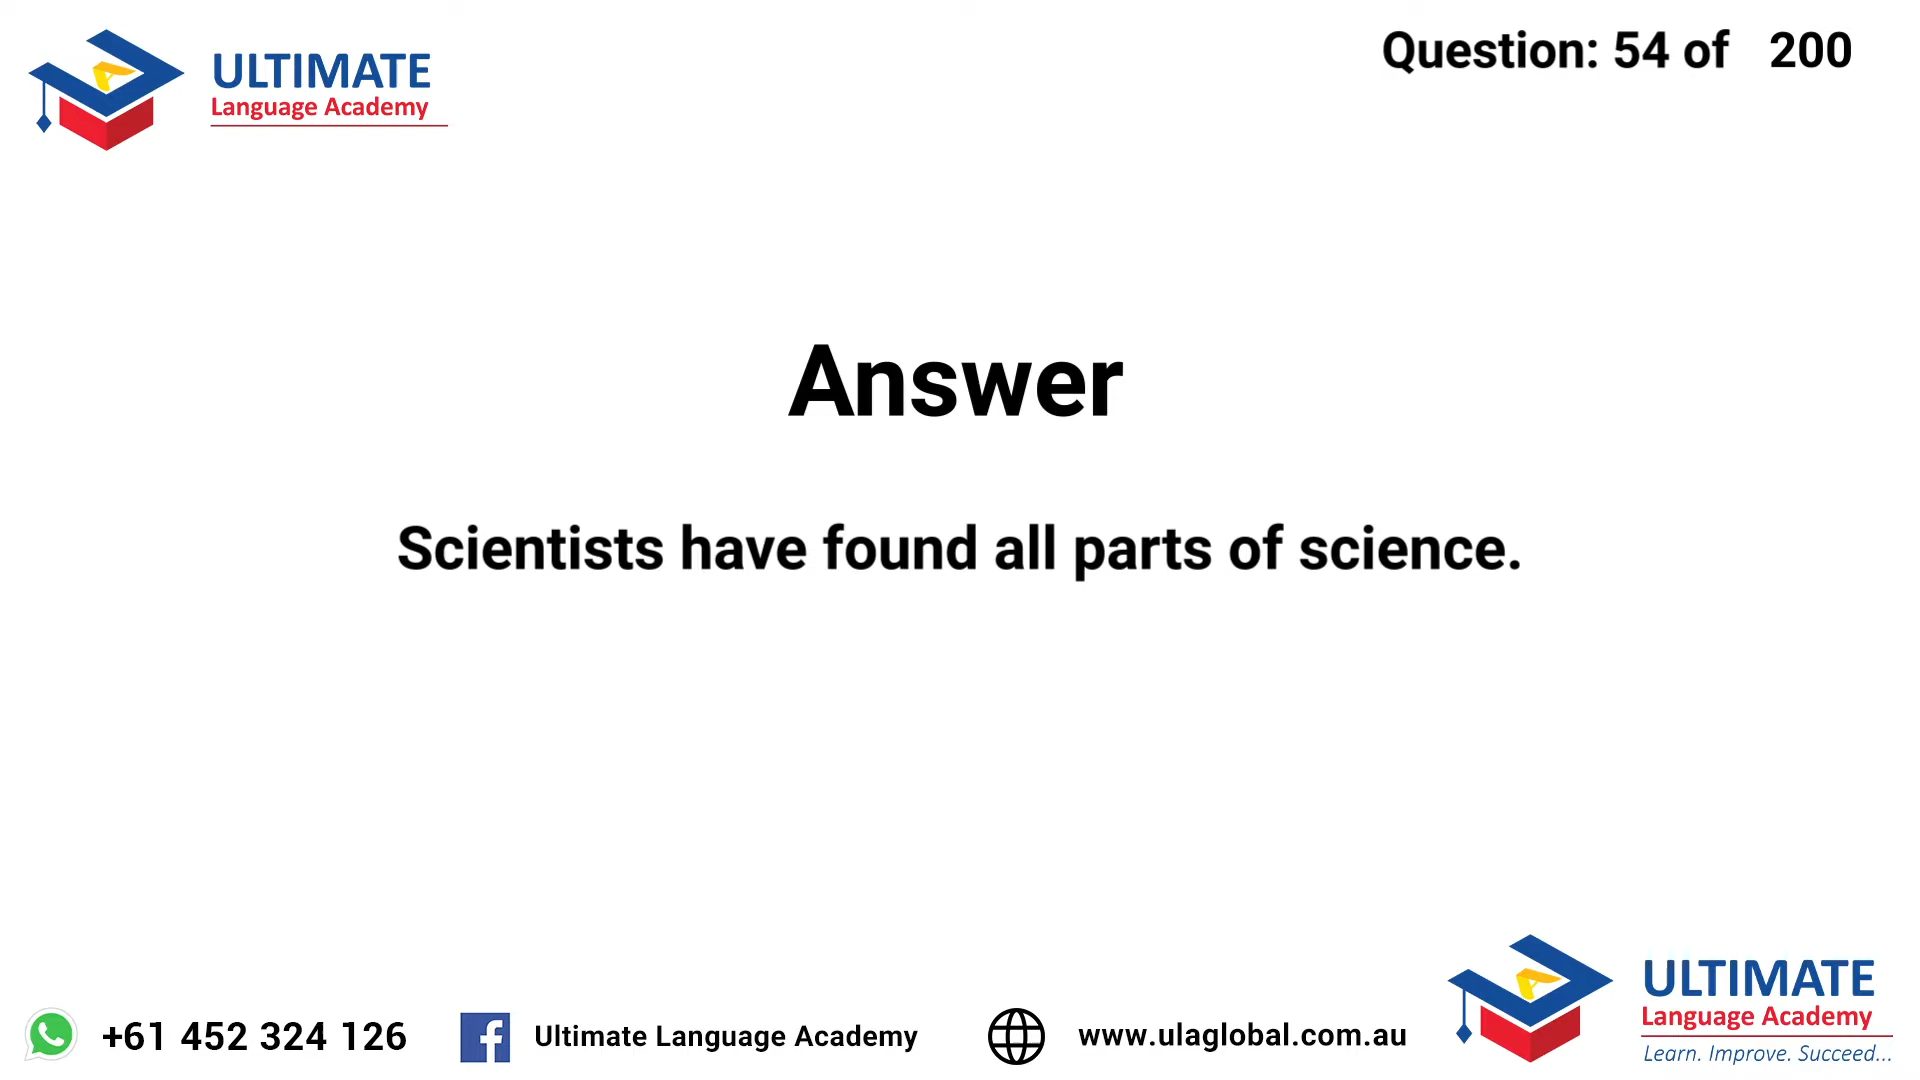 ULTIMATE
Language Academy
Question: 54 of 200
Answer
Scientists have found all parts of science.
+61 452 324 126
Ultimate Language Academy
www.ulaglobal.com.au
ULTIMATE
Language Academy
Learn. Improve. Succeed...